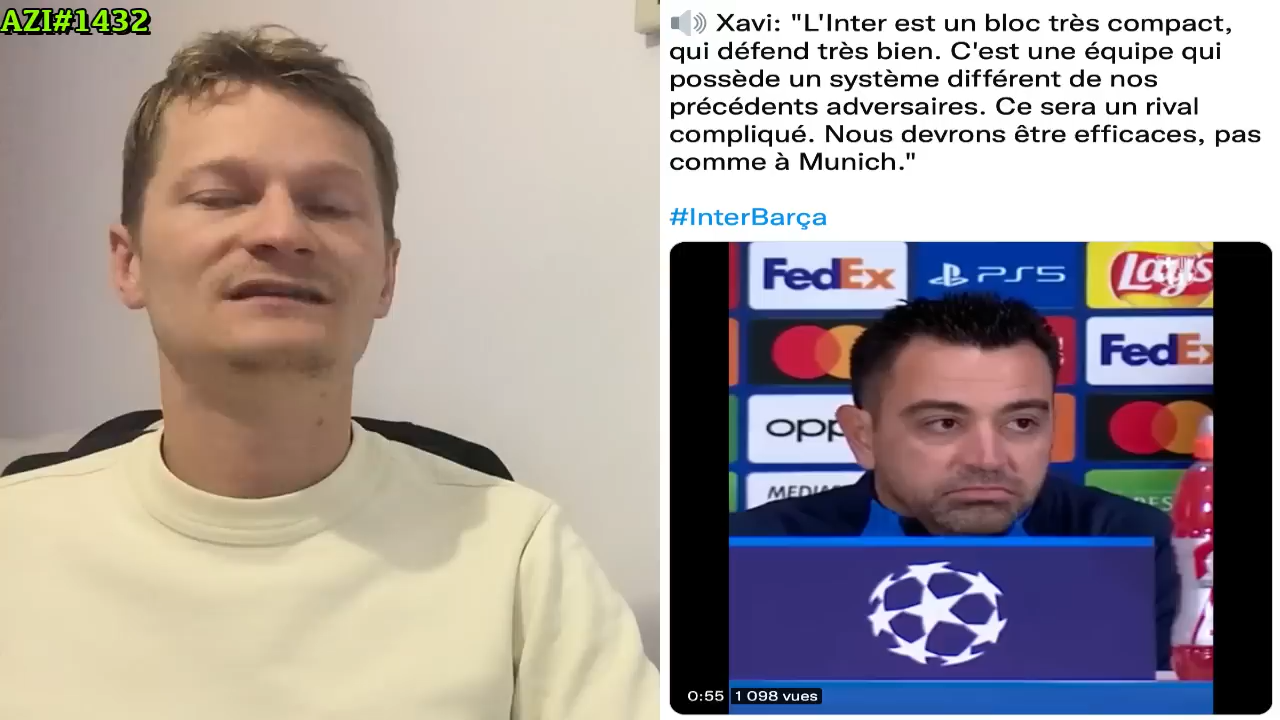 AZI#1432
Xavi: "L'Inter est un bloc très compact,
qui défend très bien. C'est une équipe qui
possède un système différent de nos
précédents adversaires. Ce sera un rival
compliqué. Nous devrons être efficaces, pas
comme à Munich."
#InterBarça
FedEx
PS5
Lay's
FedEx
opp
MEDIA
0:55
1 098 vues